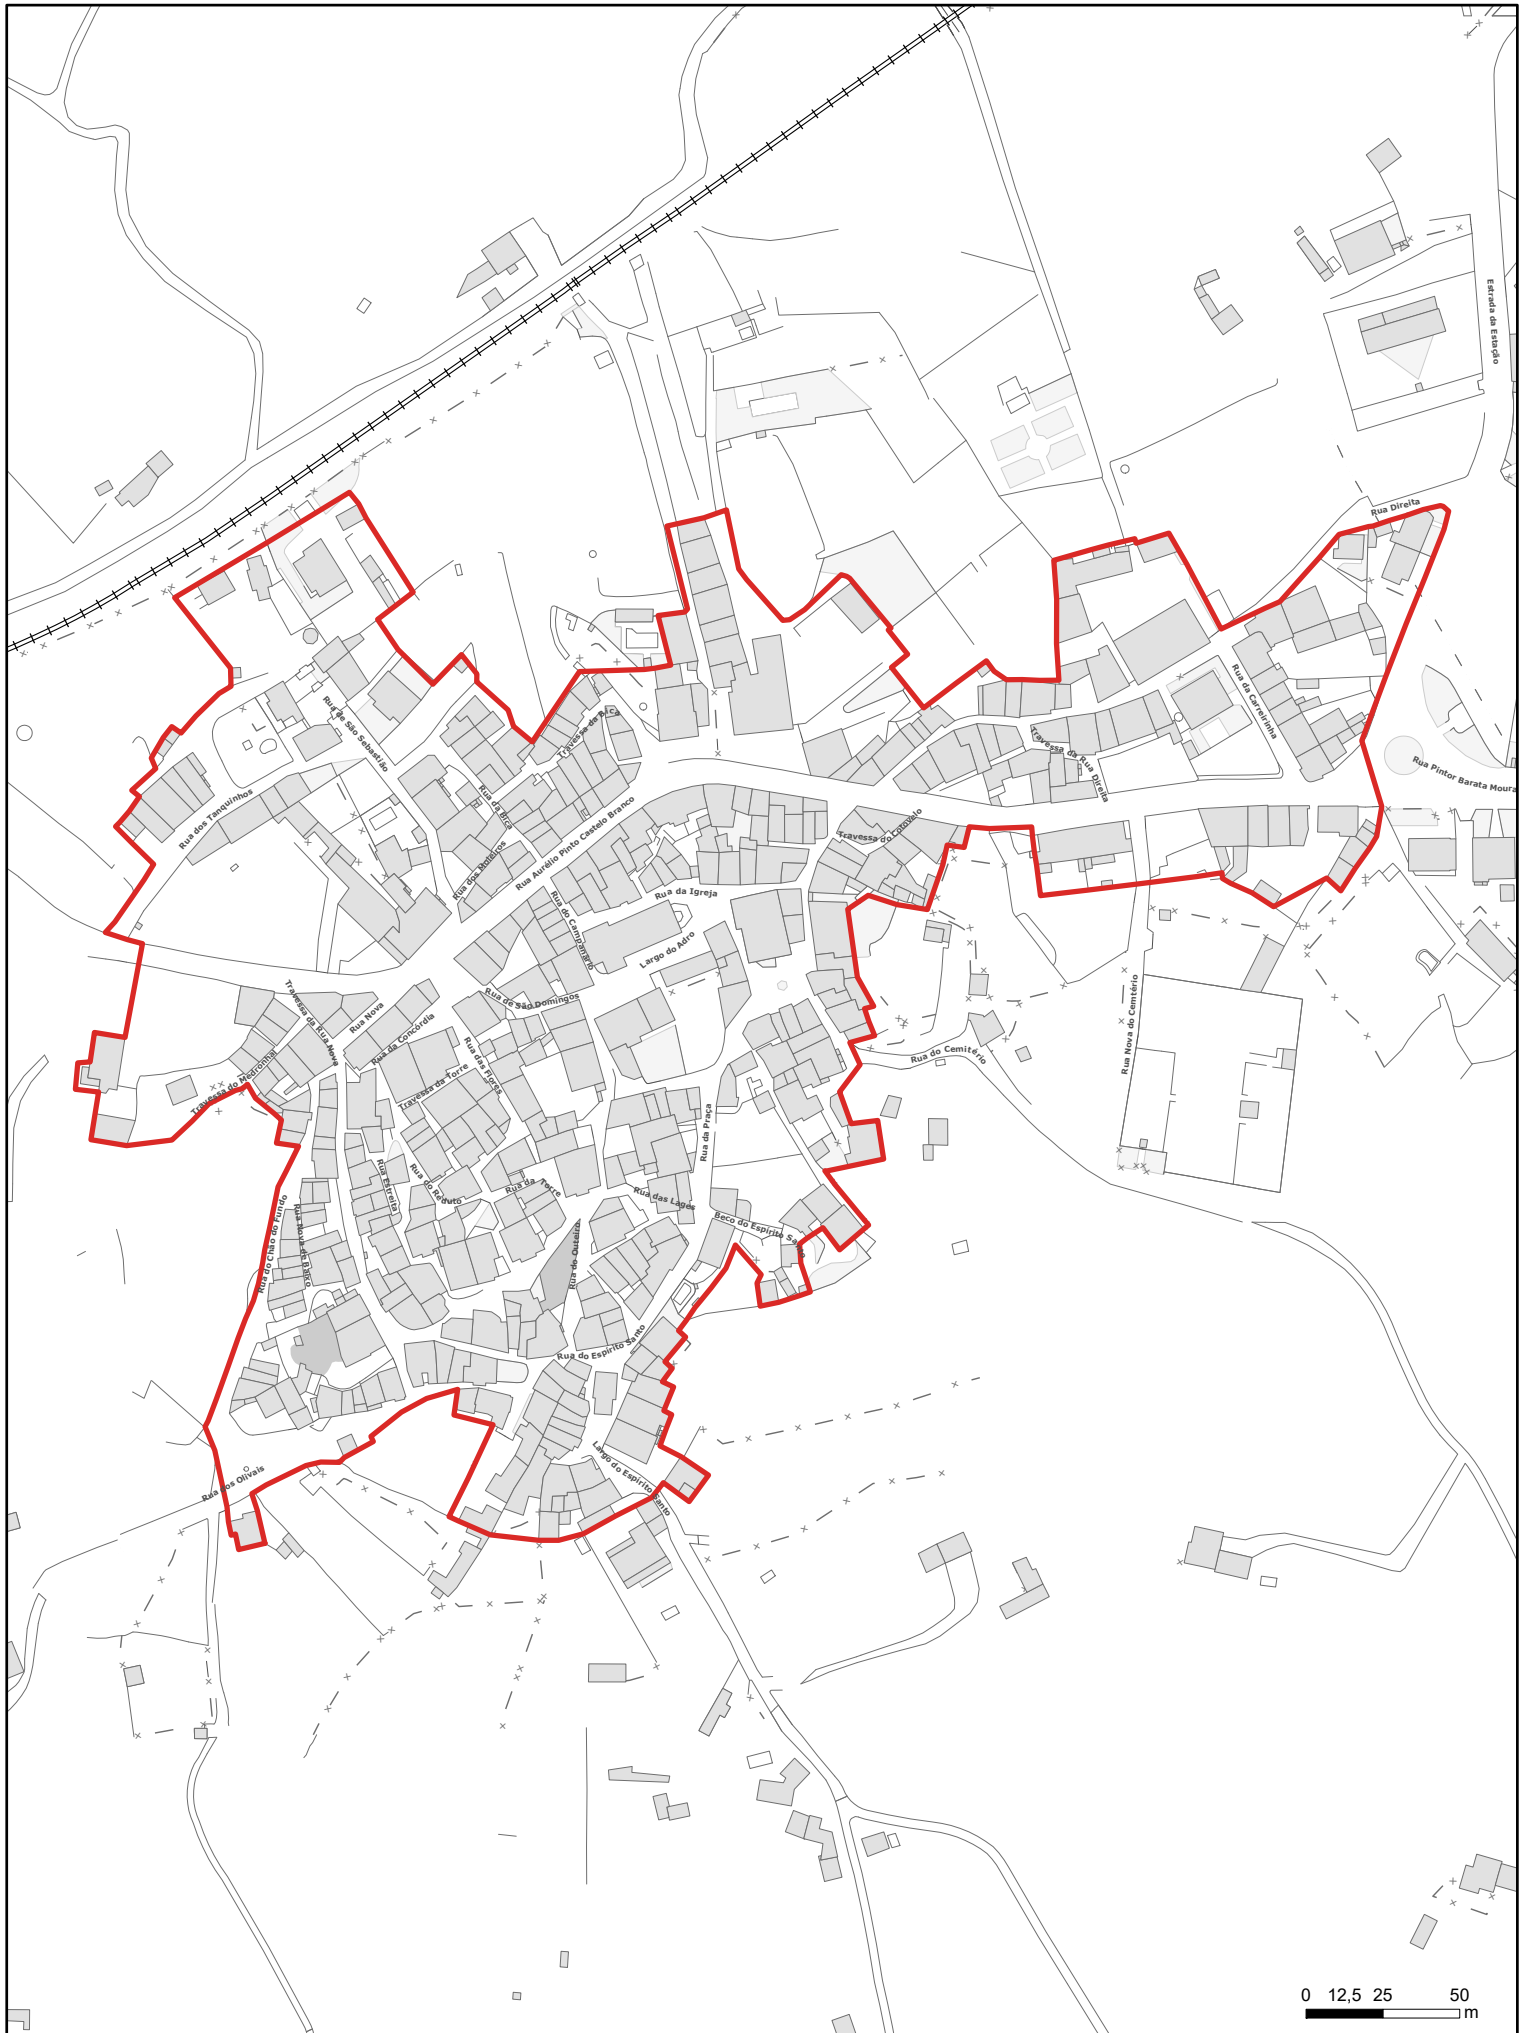 Estrada da Estação
Rua Direita
Rua de São Sebastião
Travessa da Bica
Rua da Carreirinha
Travessa da Rua Direita
Rua Pintor Barata Moura
Rua dos Tanquinhos
Rua da Bica
Rua Aurélio Pinto Castelo Branco
Travessa do Cotovelo
Rua dos Moleiros
Rua da Igreja
Rua do Campanário
Largo do Adro
Rua de São Domingos
Travessa da Rua Nova
Rua Nova
Rua da Concórdia
Rua Nova do Cemtério
Rua do Cemitério
Travessa do Medronhal
Travessa da Torre
Rua das Flores
Rua da Praça
Rua Estreita
Rua do Reduto
Rua da Torre
Rua das Lages
Beco do Espírito Santo
Rua do Chão do Fundo
Rua Nova de Baixo
Rua do Outeiro
Rua do Espírito Santo
Largo do Espírito Santo
Rua dos Olivais
0 12,5 25 50
m